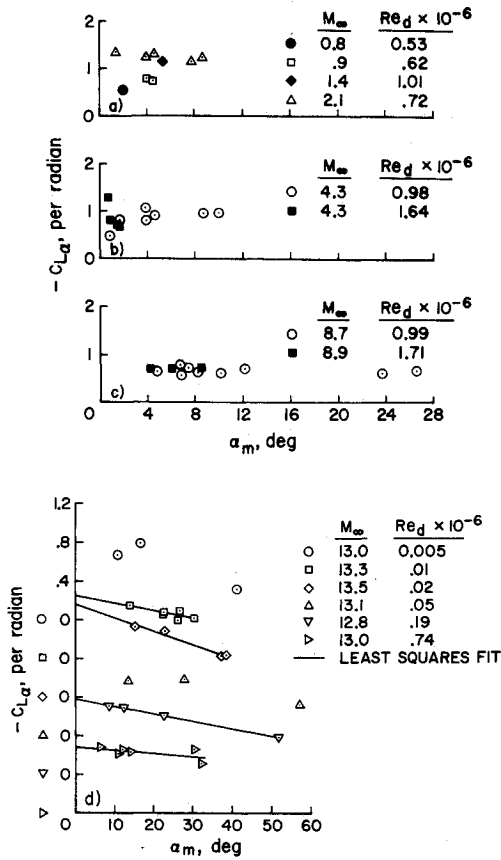 M∞ Re_d × 10⁻⁶
0.8 0.53
.9 .62
1.4 1.01
2.1 .72
2
1
0
a)
M∞ Re_d × 10⁻⁶
4.3 0.98
4.3 1.64
2
1
0
b)
− C_Lα, per radian
M∞ Re_d × 10⁻⁶
8.7 0.99
8.9 1.71
2
1
c)
0 4 8 12 16 20 24 28
α_m, deg
M∞ Re_d × 10⁻⁶
13.0 0.005
13.3 .01
13.5 .02
13.1 .05
12.8 .19
13.0 .74
LEAST SQUARES FIT
1.2
.8
.4
0
0
0
0
0
− C_Lα, per radian
d)
0 10 20 30 40 50 60
α_m, deg